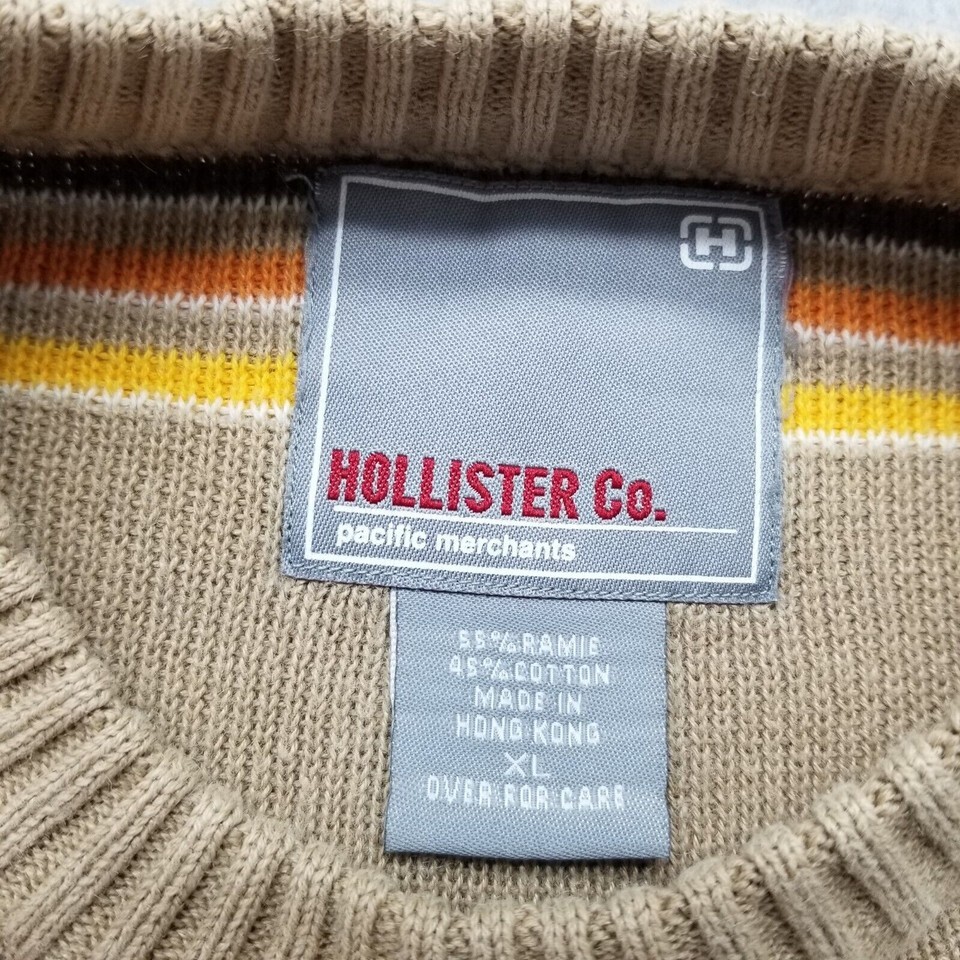 H
HOLLISTER Co.
pacific merchants
55% RAMIE
45% COTTON
MADE IN
HONG KONG
XL
OVER FOR CARE